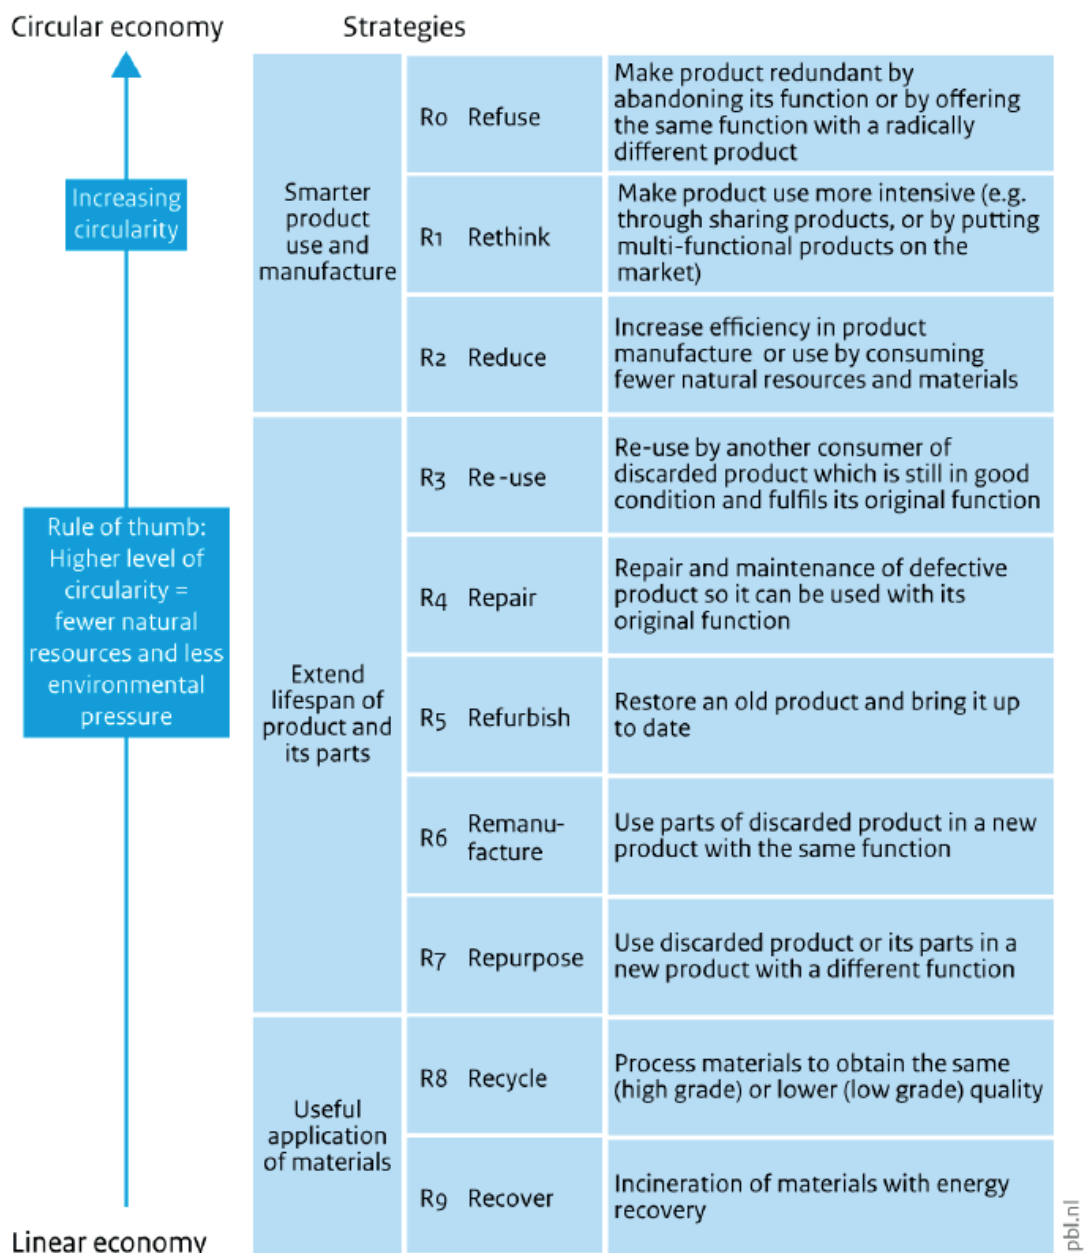 Circular economy
Strategies
Increasing
circularity
Rule of thumb:
Higher level of
circularity =
fewer natural
resources and less
environmental
pressure
Linear economy
Smarter
product
use and
manufacture
R0 Refuse
Make product redundant by
abandoning its function or by offering
the same function with a radically
different product
R1 Rethink
Make product use more intensive (e.g.
through sharing products, or by putting
multi-functional products on the
market)
R2 Reduce
Increase efficiency in product
manufacture or use by consuming
fewer natural resources and materials
Extend
lifespan of
product and
its parts
R3 Re-use
Re-use by another consumer of
discarded product which is still in good
condition and fulfils its original function
R4 Repair
Repair and maintenance of defective
product so it can be used with its
original function
R5 Refurbish
Restore an old product and bring it up
to date
R6 Remanu-
facture
Use parts of discarded product in a new
product with the same function
R7 Repurpose
Use discarded product or its parts in a
new product with a different function
Useful
application
of materials
R8 Recycle
Process materials to obtain the same
(high grade) or lower (low grade) quality
R9 Recover
Incineration of materials with energy
recovery
pbl.nl